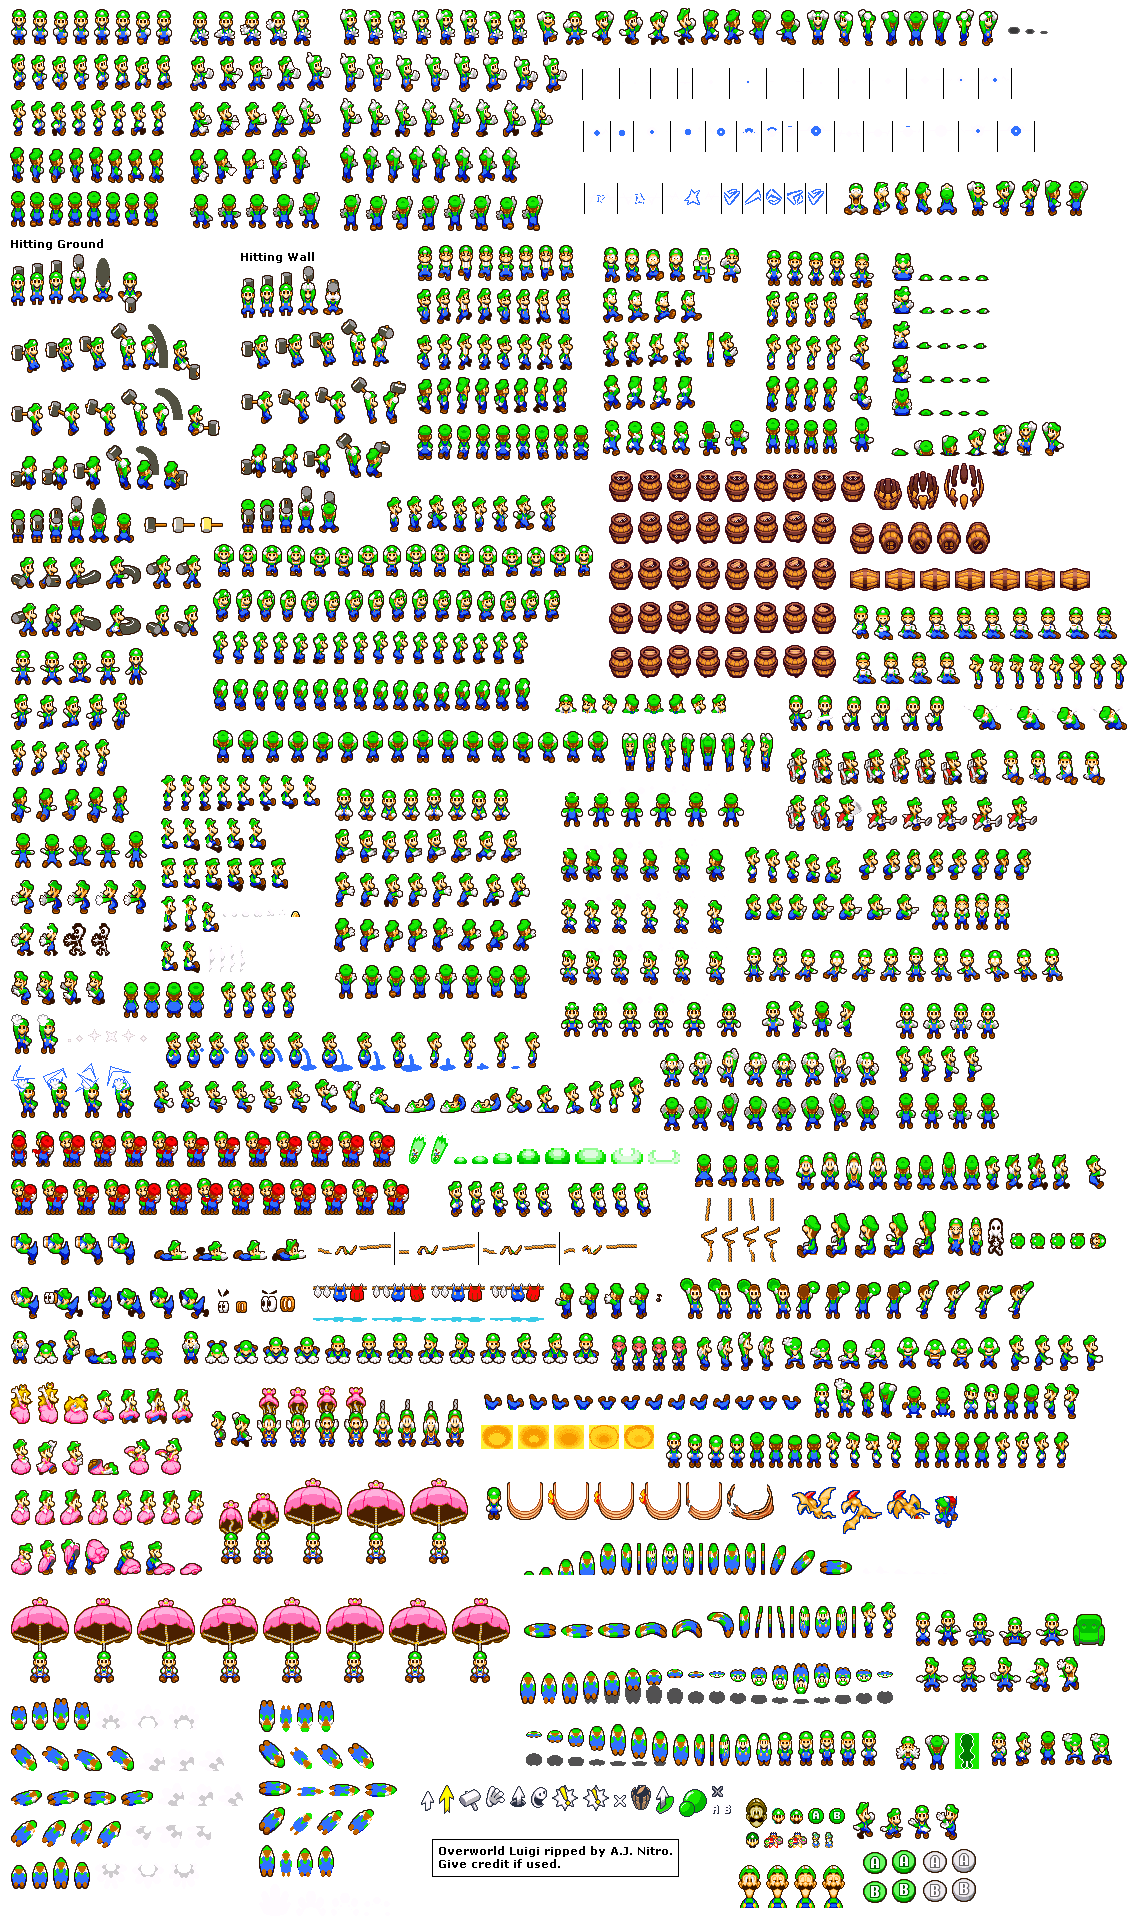 Hitting Ground
Hitting Wall
A B
Overworld Luigi ripped by A.J. Nitro.
Give credit if used.
A B
A A A A
B B B B